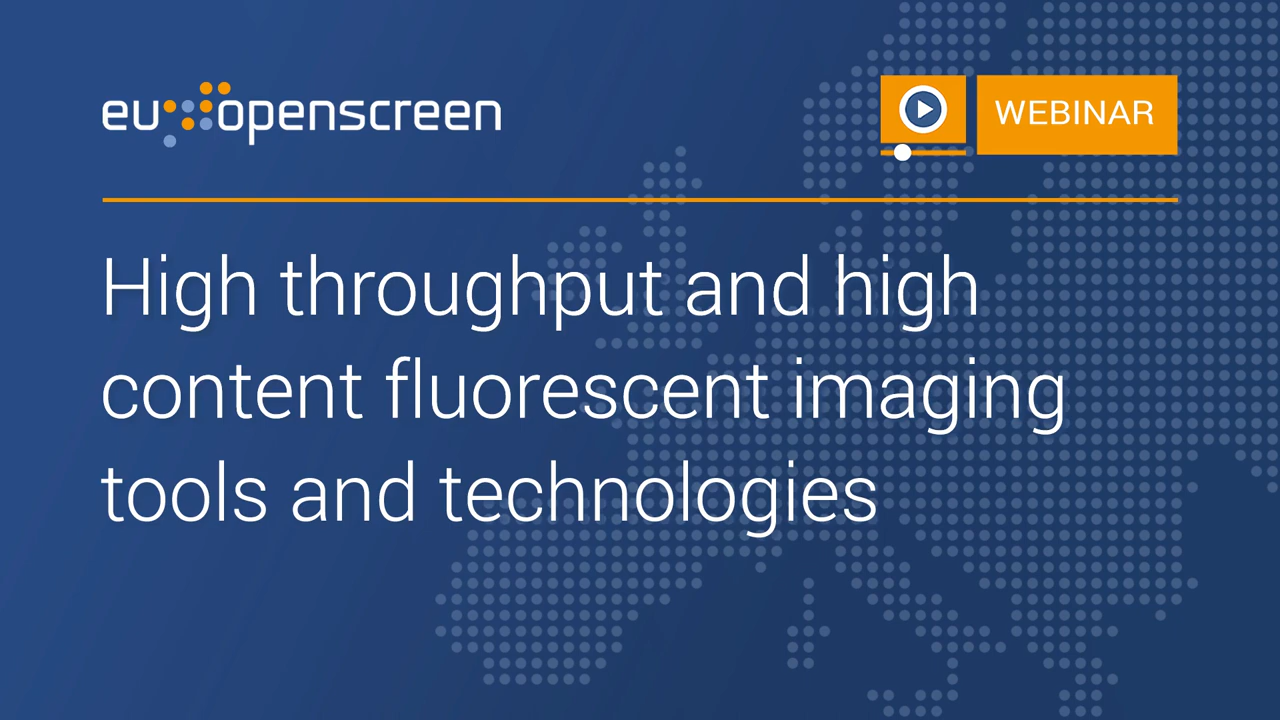 eu openscreen
WEBINAR
High throughput and high
content fluorescent imaging
tools and technologies